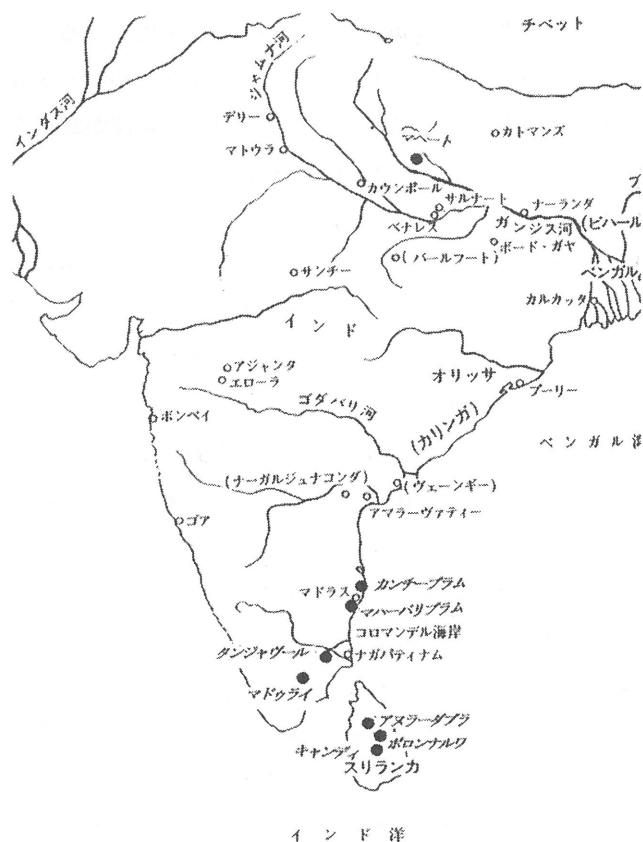 チベット
ジャムナ河
インダス河
デリー
マトウラ
マヘート
カトマンズ
カウンポール
サルナート
ベナレス
ナーランダ
ガンジス河
(ビハール
ボード・ガヤ
(バールフート)
サンチー
ベンガル
カルカッタ
インド
アジャンタ
エローラ
オリッサ
プーリー
ゴダバリ河
(カリンガ)
ボンベイ
ベンガル洋
(ナーガルジュナコンダ)
(ヴェーンギー)
アマラーヴァティー
ゴア
マドラス
カンチープラム
マハーバリプラム
コロマンデル海岸
タンジャヴール
ナガパティナム
マドゥライ
アヌラーダプラ
ポロンナルワ
キャンディ
スリランカ
インド洋